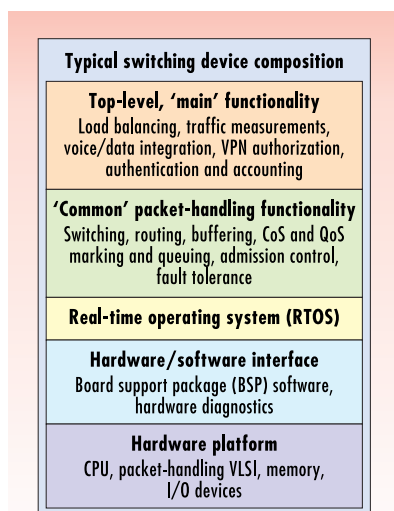 Typical switching device composition
Top-level, ‘main’ functionality
Load balancing, traffic measurements,
voice/data integration, VPN authorization,
authentication and accounting
‘Common’ packet-handling functionality
Switching, routing, buffering, CoS and QoS
marking and queuing, admission control,
fault tolerance
Real-time operating system (RTOS)
Hardware/software interface
Board support package (BSP) software,
hardware diagnostics
Hardware platform
CPU, packet-handling VLSI, memory,
I/O devices